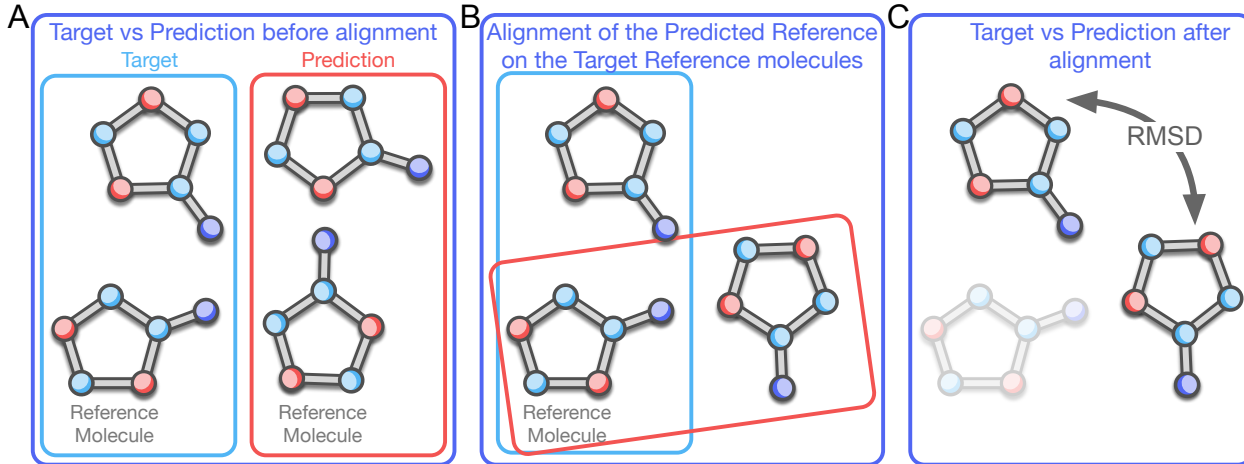 A
Target vs Prediction before alignment
Target
Prediction
Reference
Molecule
Reference
Molecule
B
Alignment of the Predicted Reference
on the Target Reference molecules
Reference
Molecule
C
Target vs Prediction after
alignment
RMSD